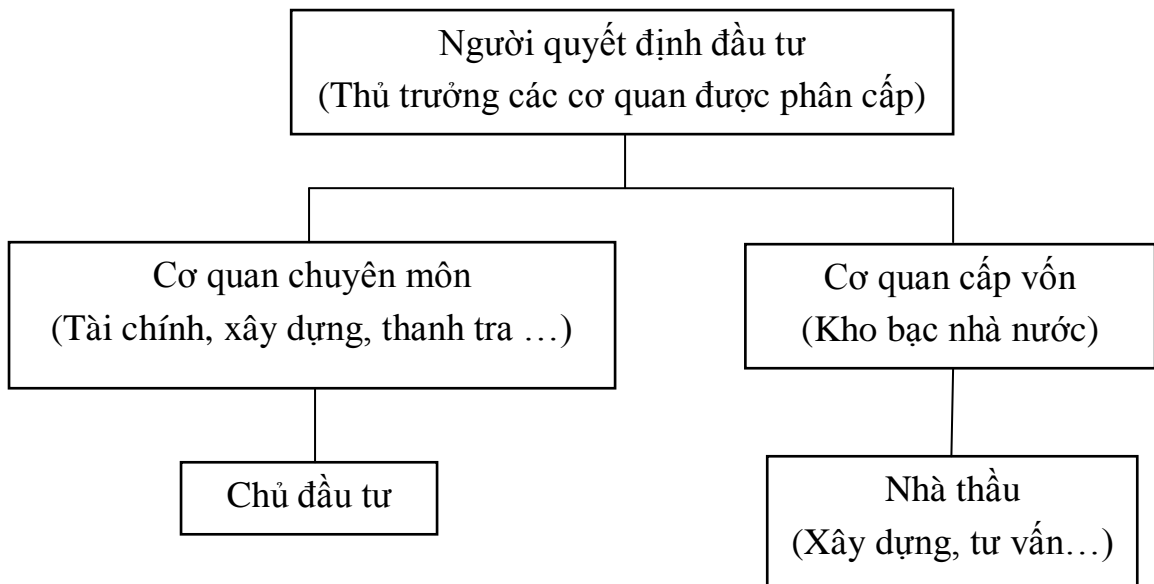 Người quyết định đầu tư
(Thủ trưởng các cơ quan được phân cấp)
Cơ quan chuyên môn
(Tài chính, xây dựng, thanh tra …)
Cơ quan cấp vốn
(Kho bạc nhà nước)
Chủ đầu tư
Nhà thầu
(Xây dựng, tư vấn…)